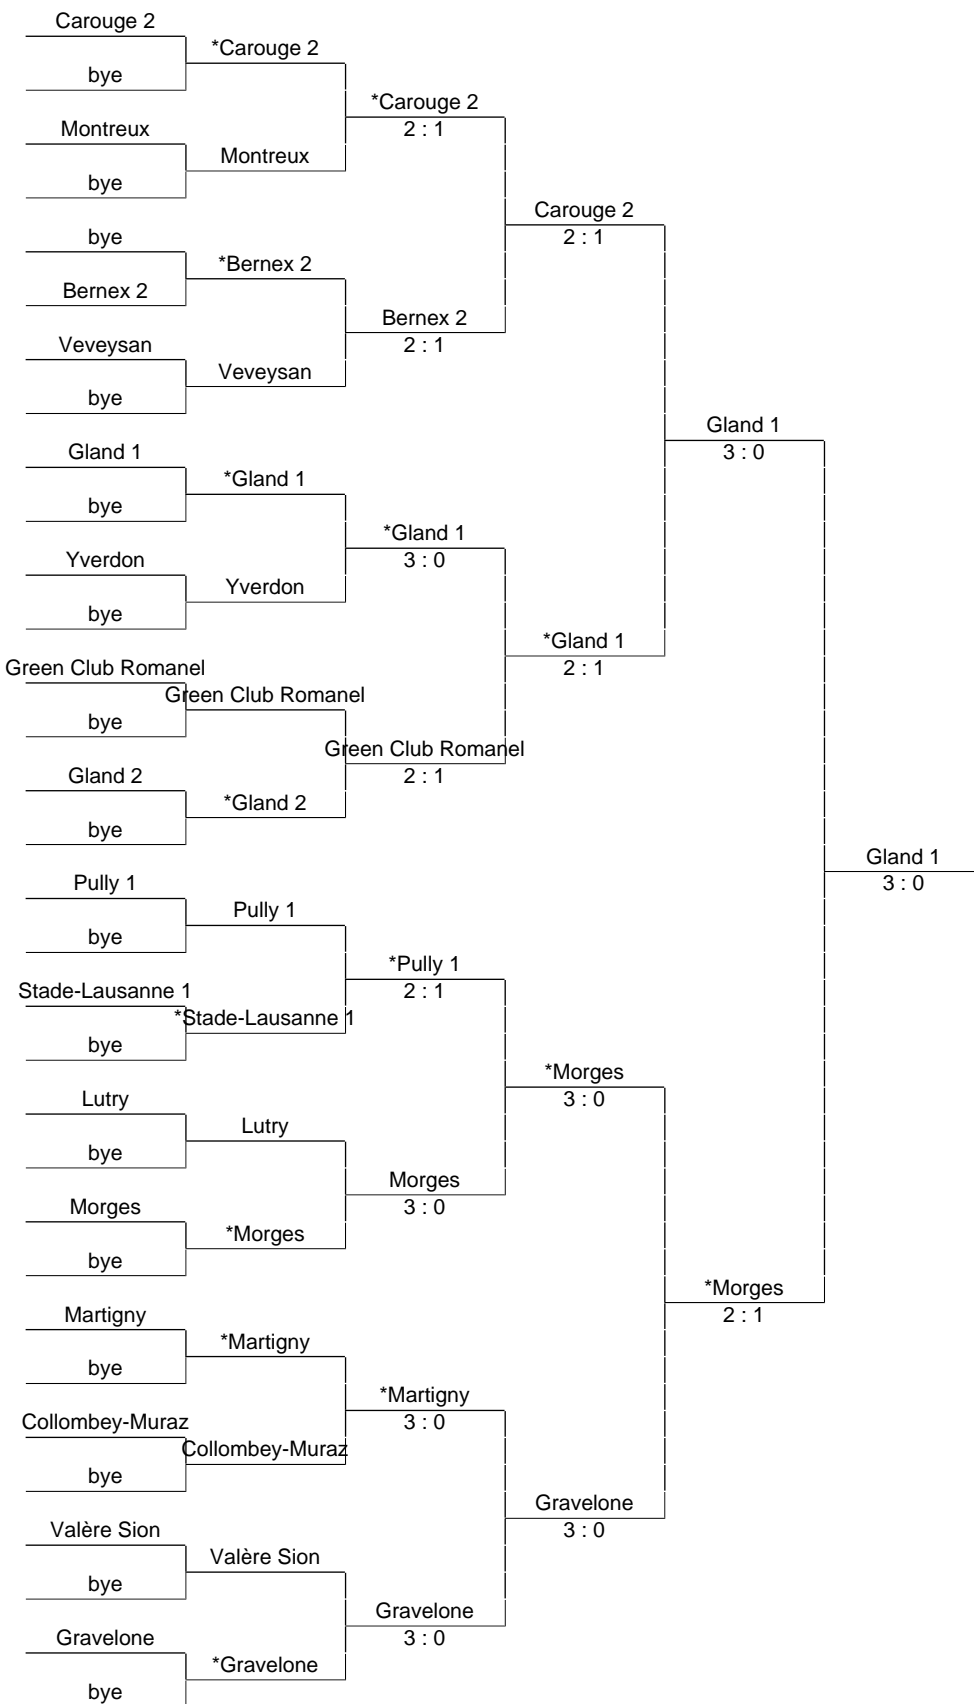 Carouge 2
*Carouge 2
bye
*Carouge 2
2 : 1
Montreux
Montreux
bye
Carouge 2
2 : 1
bye
*Bernex 2
Bernex 2
Bernex 2
2 : 1
Veveysan
Veveysan
bye
Gland 1
3 : 0
Gland 1
*Gland 1
bye
*Gland 1
3 : 0
Yverdon
Yverdon
bye
*Gland 1
2 : 1
Green Club Romanel
Green Club Romanel
bye
Green Club Romanel
2 : 1
Gland 2
*Gland 2
bye
Gland 1
3 : 0
Pully 1
Pully 1
bye
*Pully 1
2 : 1
Stade-Lausanne 1
*Stade-Lausanne 1
bye
*Morges
3 : 0
Lutry
Lutry
bye
Morges
3 : 0
Morges
*Morges
bye
*Morges
2 : 1
Martigny
*Martigny
bye
*Martigny
3 : 0
Collombey-Muraz
Collombey-Muraz
bye
Gravelone
3 : 0
Valère Sion
Valère Sion
bye
Gravelone
3 : 0
Gravelone
*Gravelone
bye